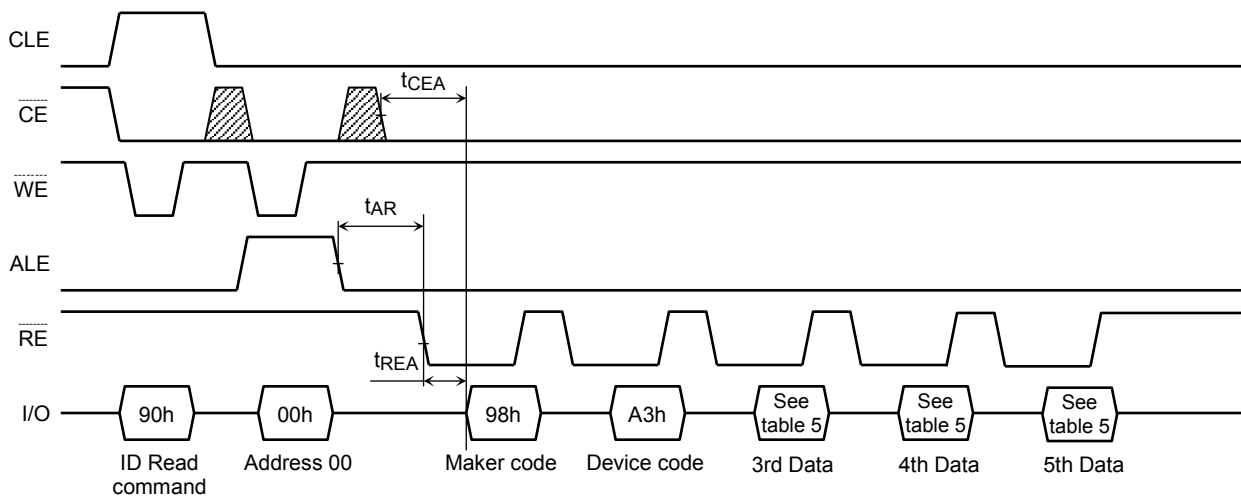 CLE
tCEA
CE
WE
tAR
ALE
RE
tREA
I/O
90h
00h
98h
A3h
See
table 5
See
table 5
See
table 5
ID Read
command
Address 00
Maker code
Device code
3rd Data
4th Data
5th Data